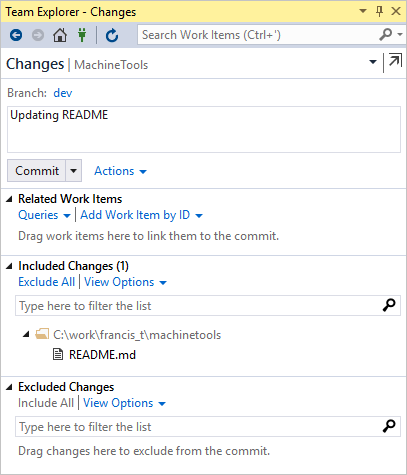 Team Explorer - Changes
Search Work Items (Ctrl+')
Changes | MachineTools
Branch: dev
Updating README
Commit Actions
Related Work Items
Queries Add Work Item by ID
Drag work items here to link them to the commit.
Included Changes (1)
Exclude All View Options
Type here to filter the list
C:\work\francis_t\machinetools
README.md
Excluded Changes
Include All View Options
Type here to filter the list
Drag changes here to exclude from the commit.